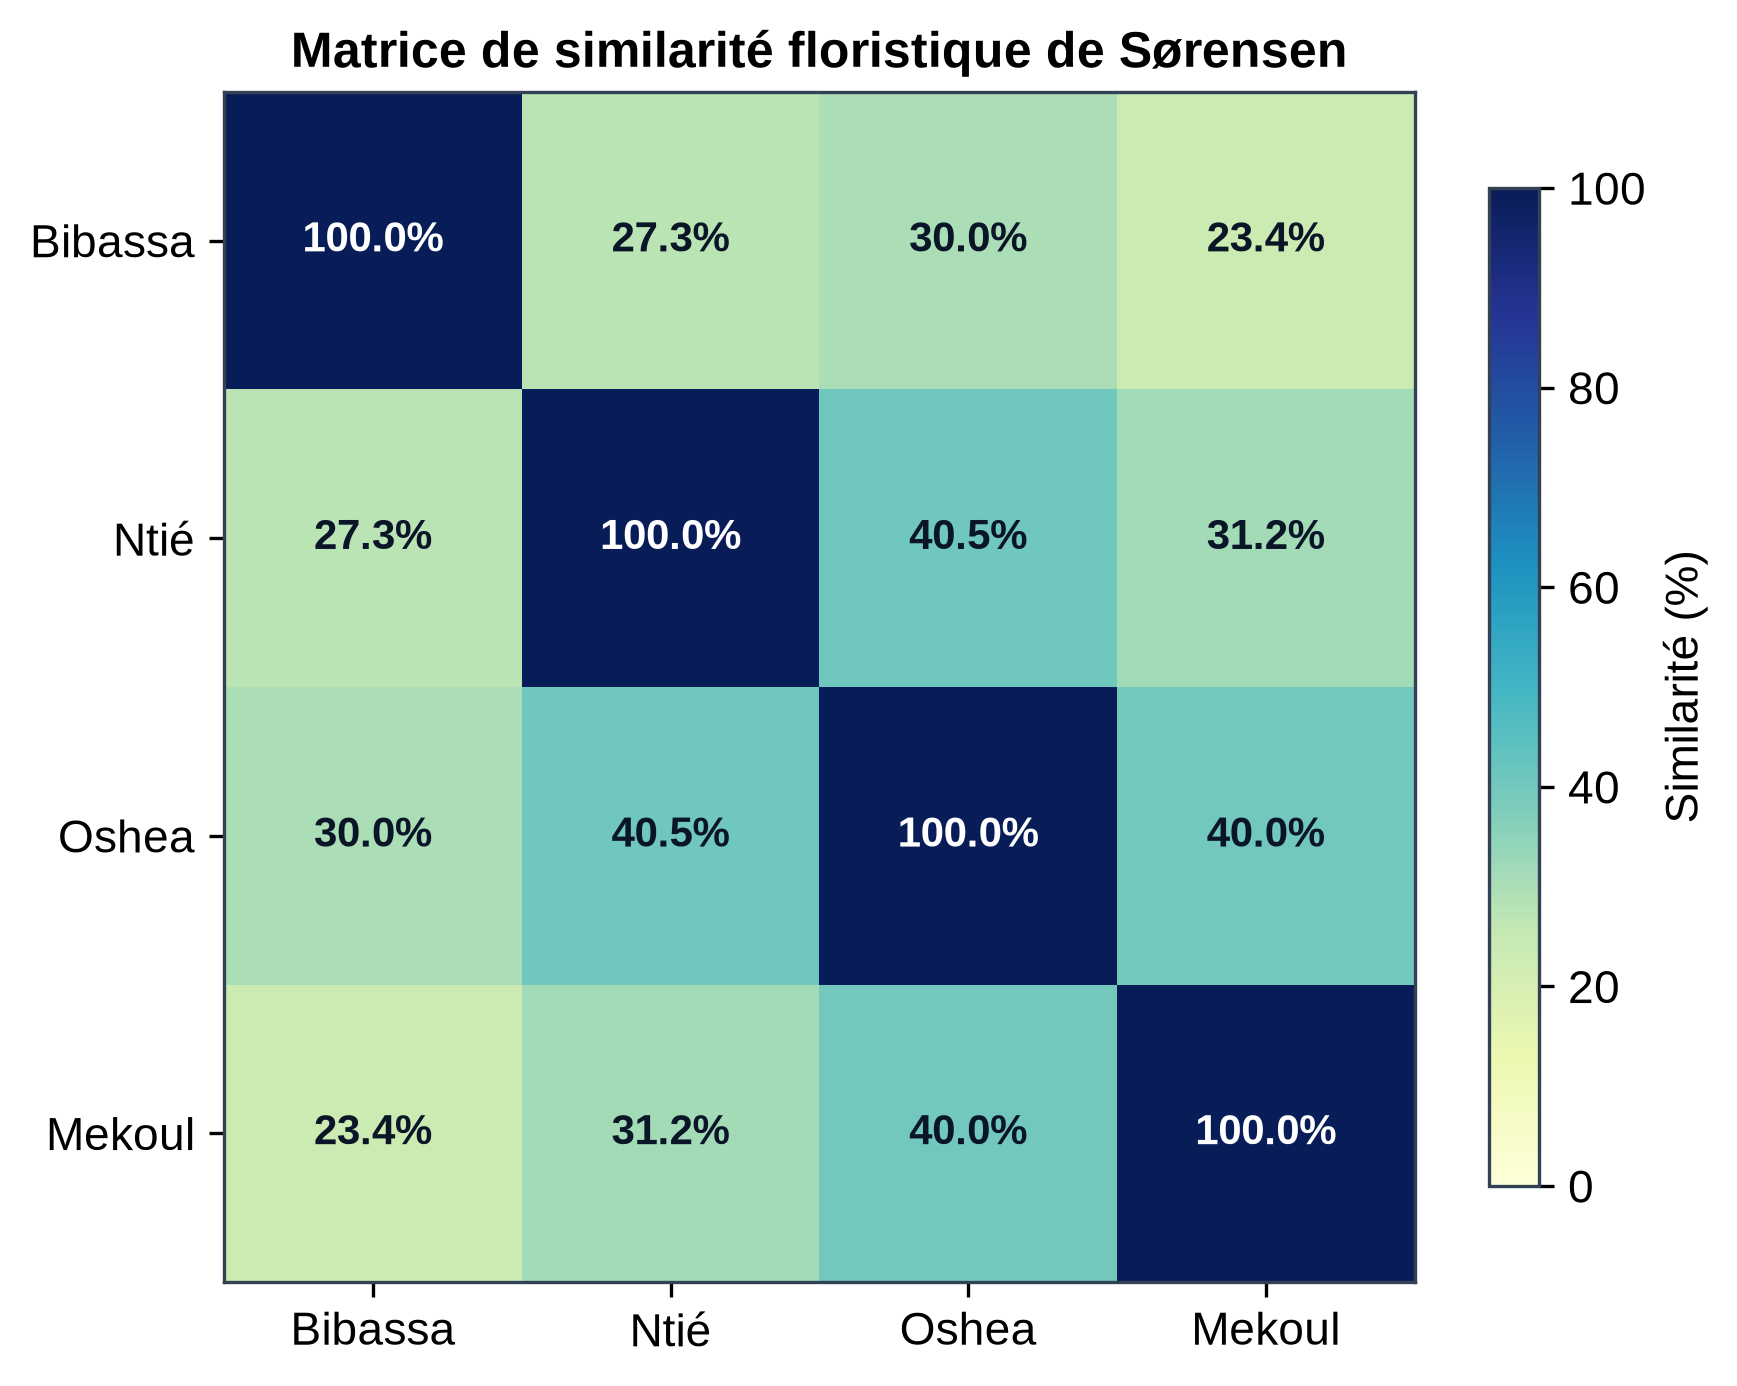 Matrice de similarité floristique de Sørensen
Bibassa 100.0% 27.3% 30.0% 23.4%
Ntié 27.3% 100.0% 40.5% 31.2%
Oshea 30.0% 40.5% 100.0% 40.0%
Mekoul 23.4% 31.2% 40.0% 100.0%
Bibassa Ntié Oshea Mekoul
100
80
60
40
20
0
Similarité (%)